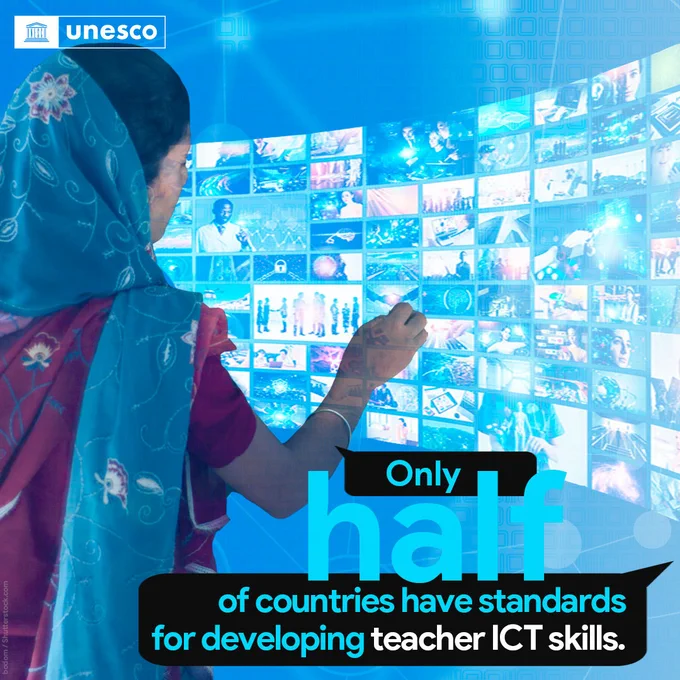 unesco
Only
half
of countries have standards
for developing teacher ICT skills.